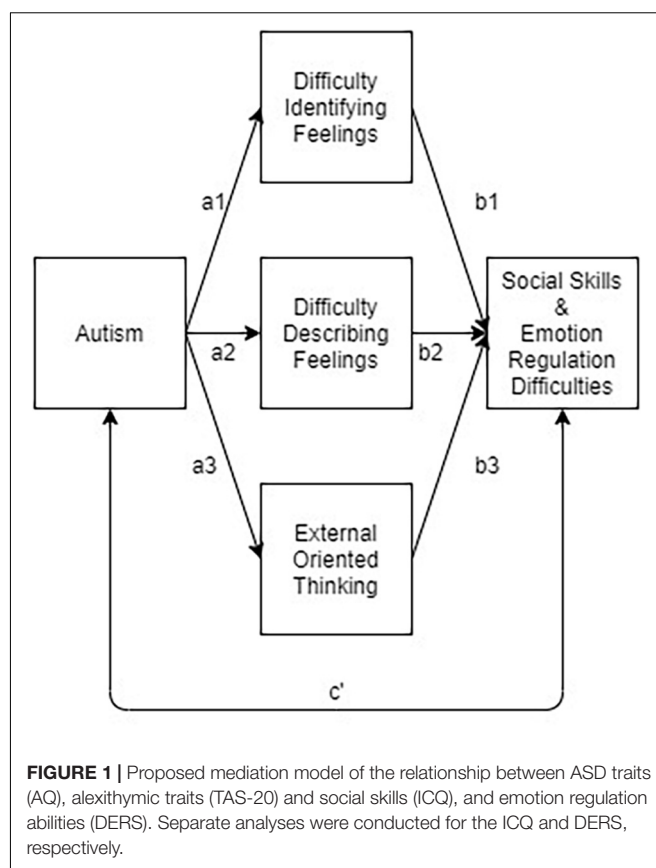 Difficulty
Identifying
Feelings
a1
b1
Autism
a2
Difficulty
Describing
Feelings
b2
Social Skills
&
Emotion
Regulation
Difficulties
a3
b3
External
Oriented
Thinking
c'
FIGURE 1 | Proposed mediation model of the relationship between ASD traits
(AQ), alexithymic traits (TAS-20) and social skills (ICQ), and emotion regulation
abilities (DERS). Separate analyses were conducted for the ICQ and DERS,
respectively.